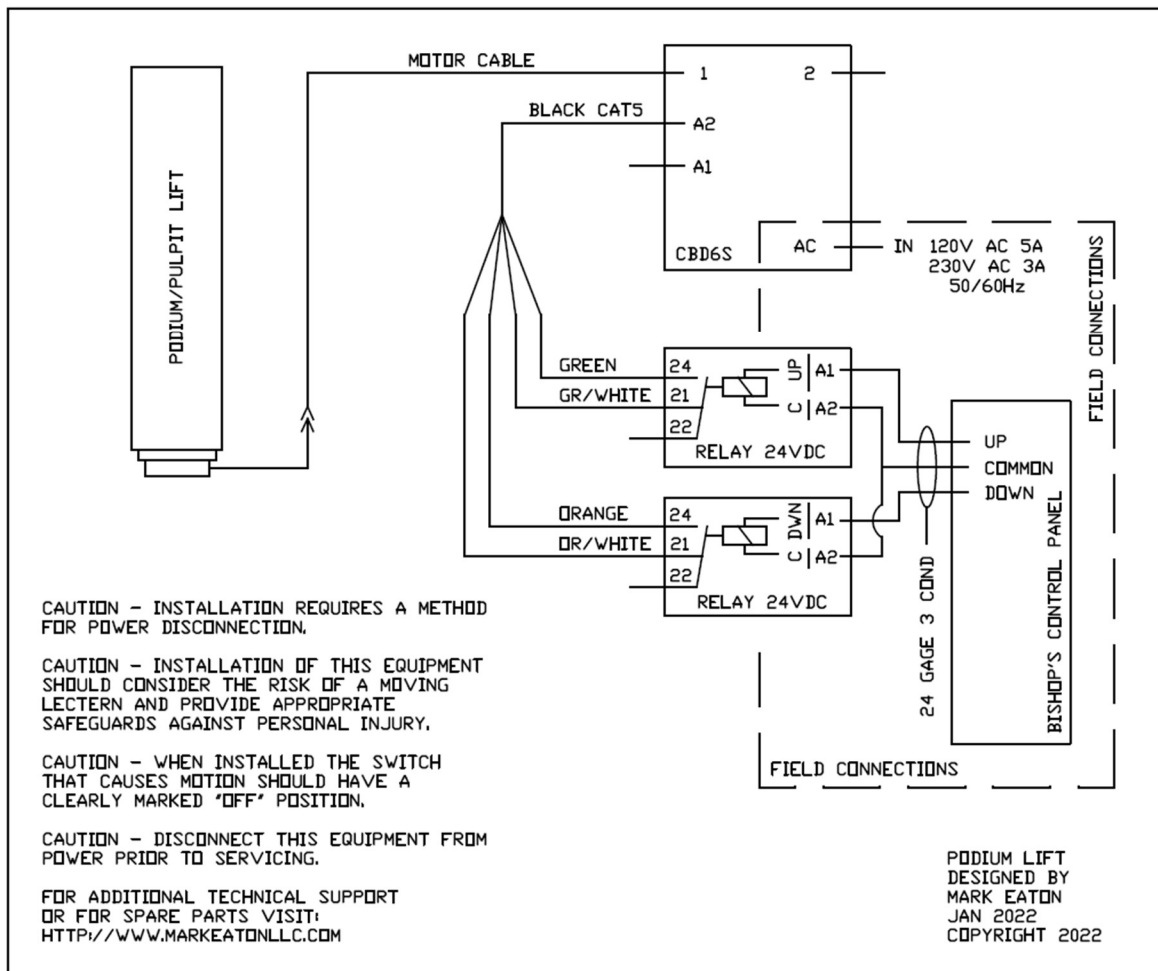 MOTOR CABLE
1
2
BLACK CAT5
A2
A1
PODIUM/PULPIT LIFT
CBD6S
AC
IN 120V AC 5A
230V AC 3A
50/60Hz
FIELD CONNECTIONS
GREEN
24
GR/WHITE
21
22
UP
A1
C
A2
RELAY 24VDC
ORANGE
24
OR/WHITE
21
22
DWN
A1
C
A2
RELAY 24VDC
UP
COMMON
DOWN
24 GAGE 3 COND
BISHOP'S CONTROL PANEL
FIELD CONNECTIONS
CAUTION - INSTALLATION REQUIRES A METHOD
FOR POWER DISCONNECTION.
CAUTION - INSTALLATION OF THIS EQUIPMENT
SHOULD CONSIDER THE RISK OF A MOVING
LECTERN AND PROVIDE APPROPRIATE
SAFEGUARDS AGAINST PERSONAL INJURY.
CAUTION - WHEN INSTALLED THE SWITCH
THAT CAUSES MOTION SHOULD HAVE A
CLEARLY MARKED "OFF" POSITION.
CAUTION - DISCONNECT THIS EQUIPMENT FROM
POWER PRIOR TO SERVICING.
FOR ADDITIONAL TECHNICAL SUPPORT
OR FOR SPARE PARTS VISIT:
HTTP://WWW.MARKEATONLLC.COM
PODIUM LIFT
DESIGNED BY
MARK EATON
JAN 2022
COPYRIGHT 2022